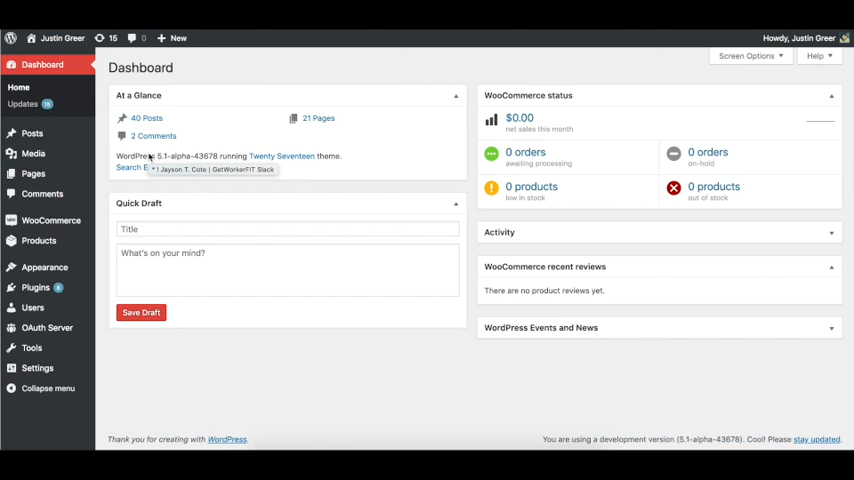 Justin Greer 15 0 + New Howdy, Justin Greer
Dashboard
Home
Updates 15
Posts
Media
Pages
Comments
WooCommerce
Products
Appearance
Plugins 6
Users
OAuth Server
Tools
Settings
Collapse menu
Screen Options ▼ Help ▼
Dashboard
At a Glance
40 Posts 21 Pages
2 Comments
WordPress 5.1-alpha-43678 running Twenty Seventeen theme.
Search E
* | Jayson T. Cote | GetWorkerFIT Slack
Quick Draft
Title
What's on your mind?
Save Draft
WooCommerce status
$0.00
net sales this month
0 orders
awaiting processing
0 orders
on-hold
0 products
low in stock
0 products
out of stock
Activity
WooCommerce recent reviews
There are no product reviews yet.
WordPress Events and News
Thank you for creating with WordPress.
You are using a development version (5.1-alpha-43678). Cool! Please stay updated.